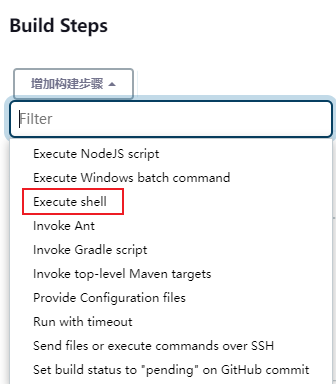 Build Steps
增加构建步骤
Filter
Execute NodeJS script
Execute Windows batch command
Execute shell
Invoke Ant
Invoke Gradle script
Invoke top-level Maven targets
Provide Configuration files
Run with timeout
Send files or execute commands over SSH
Set build status to "pending" on GitHub commit